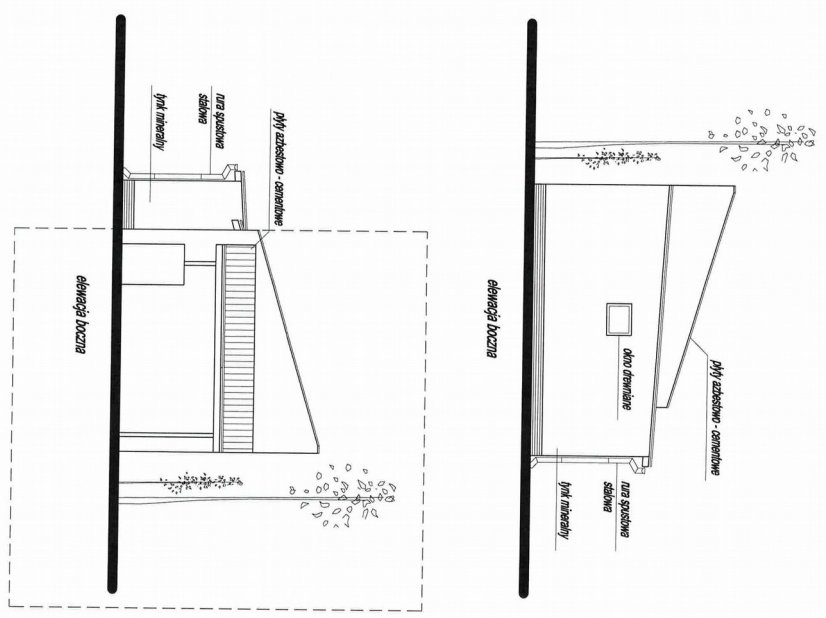 płyty azbestowo - cementowe
rura spustowa
stalowa
tynk mineralny
elewacja boczna
płyty azbestowo - cementowe
okno drewniane
rura spustowa
stalowa
tynk mineralny
elewacja boczna